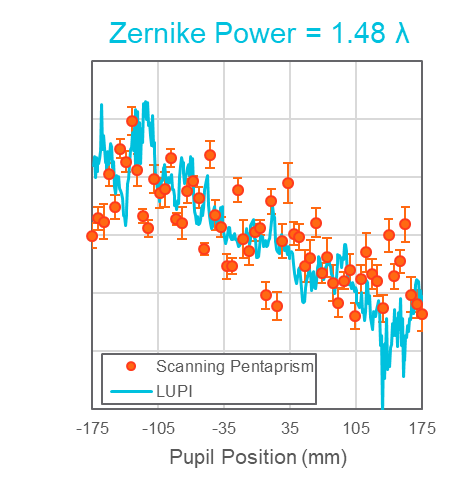 Zernike Power = 1.48 λ
Scanning Pentaprism
LUPI
-175 -105 -35 35 105 175
Pupil Position (mm)